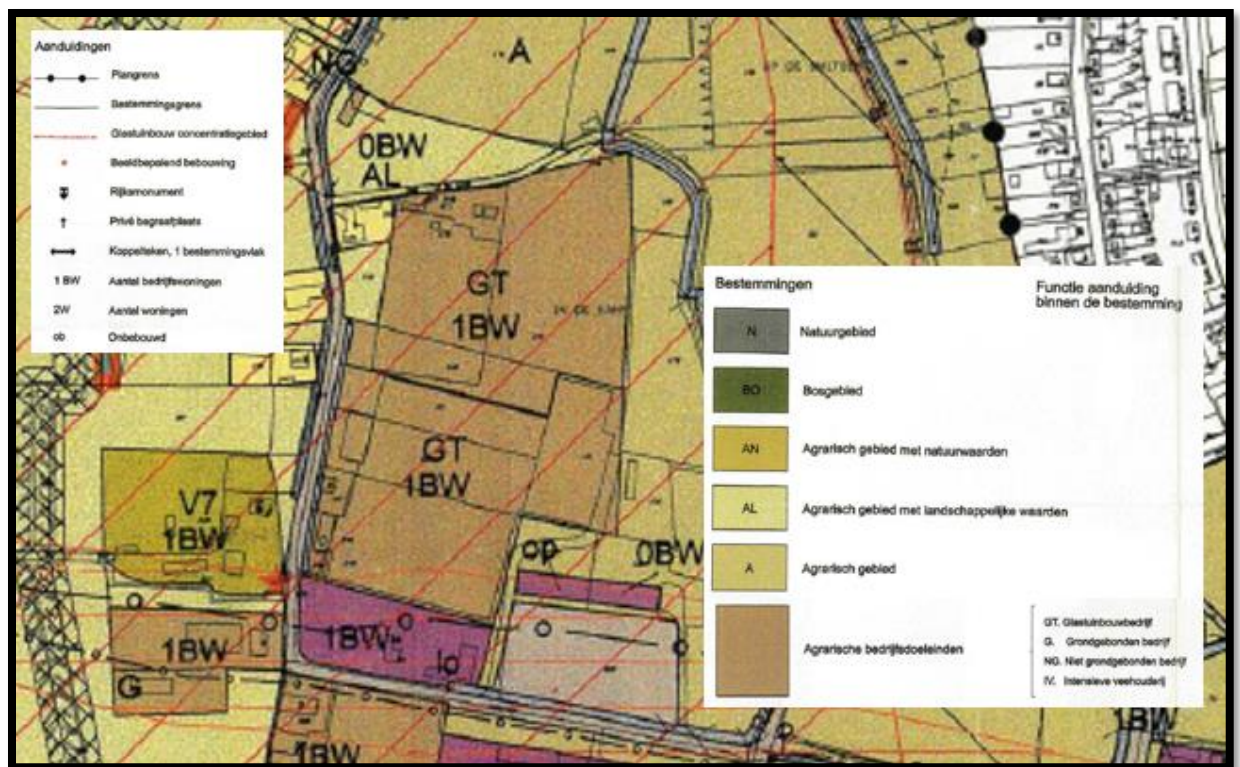 Aanduidingen
Plangrens
Bestemmingsgrens
Glastuinbouw concentratiegebied
Beeldbepalend bebouwing
Rijksmonument
Privé begraafplaats
Koppelteken, 1 bestemmingsvlak
1 BW Aantal bedrijfswoningen
2W Aantal woningen
ob Onbebouwd
NG
A
0BW
AL
GT
1BW
GT
1BW
V7
1BW
op
0BW
1BW
lo
1BW
G
1BW
1BW
Bestemmingen
Functie aanduiding
binnen de bestemming
N Natuurgebied
BO Bosgebied
AN Agrarisch gebied met natuurwaarden
AL Agrarisch gebied met landschappelijke waarden
A Agrarisch gebied
Agrarische bedrijfsdoeleinden
GT. Glastuinbouwbedrijf
G. Grondgebonden bedrijf
NG. Niet grondgebonden bedrijf
IV. Intensieve veehouderij